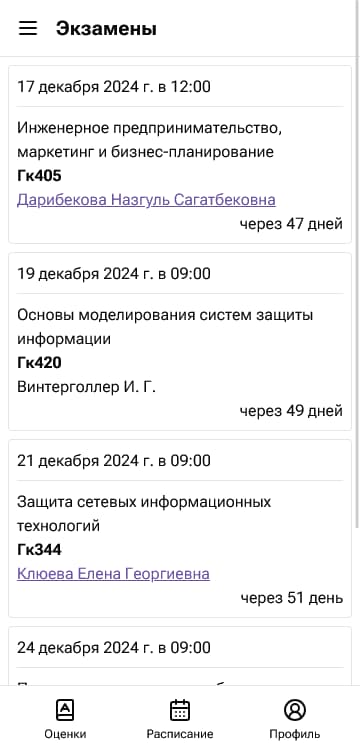 Экзамены
17 декабря 2024 г. в 12:00
Инженерное предпринимательство,
маркетинг и бизнес-планирование
Гк405
Дарибекова Назгуль Сагатбековна
через 47 дней
19 декабря 2024 г. в 09:00
Основы моделирования систем защиты
информации
Гк420
Винтерголлер И. Г.
через 49 дней
21 декабря 2024 г. в 09:00
Защита сетевых информационных
технологий
Гк344
Клюева Елена Георгиевна
через 51 день
24 декабря 2024 г. в 09:00
Оценки
Расписание
Профиль